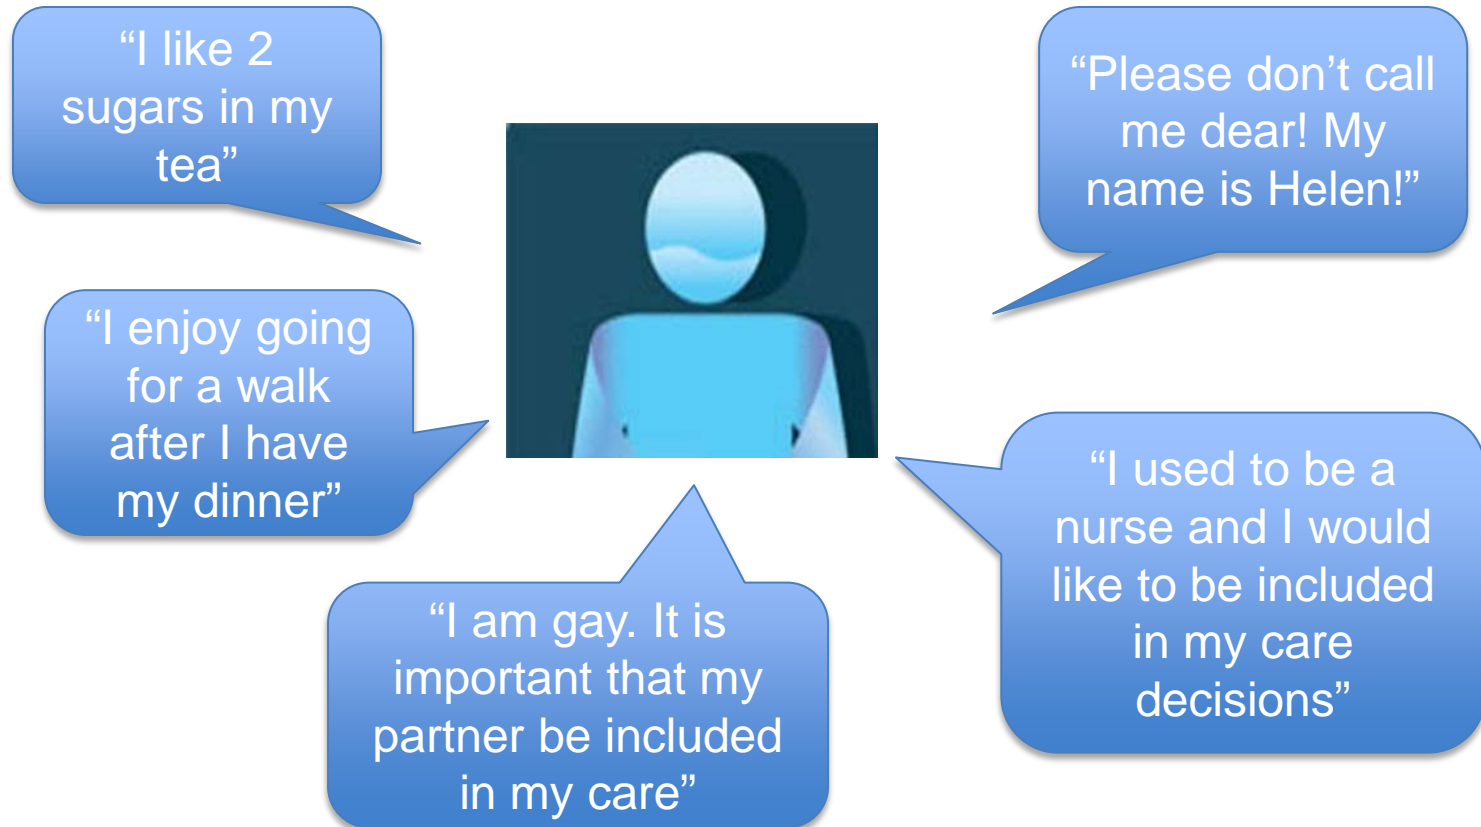 “I like 2
sugars in my
tea”
“Please don’t call
me dear! My
name is Helen!”
“I enjoy going
for a walk
after I have
my dinner”
“I used to be a
nurse and I would
like to be included
in my care
decisions”
“I am gay. It is
important that my
partner be included
in my care”